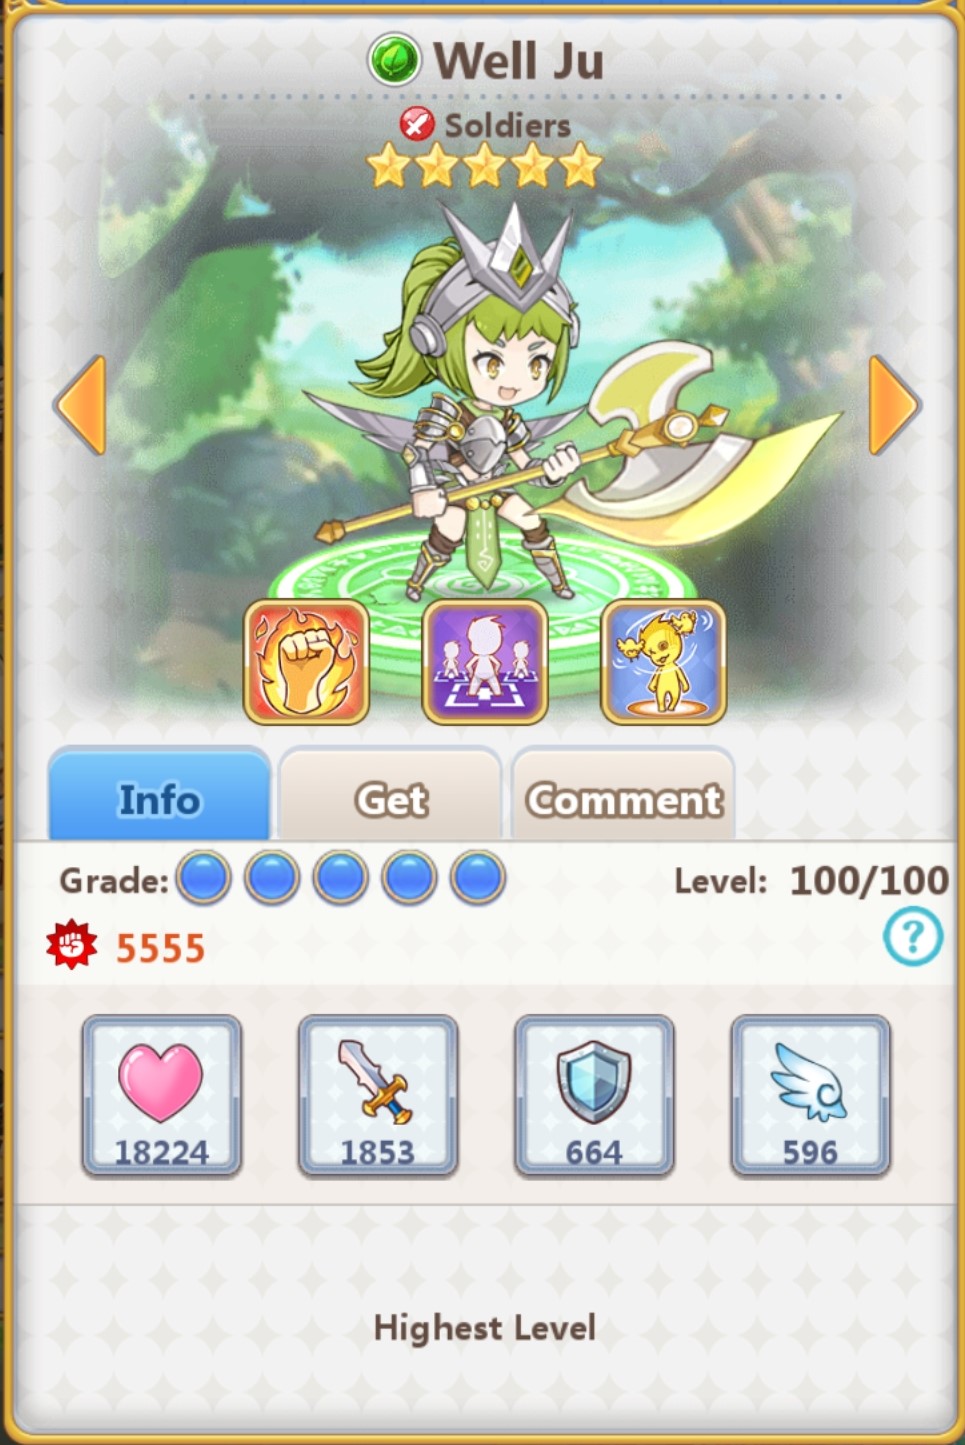 Well Ju
Soldiers
Info
Get
Comment
Grade:
Level: 100/100
5555
?
18224
1853
664
596
Highest Level